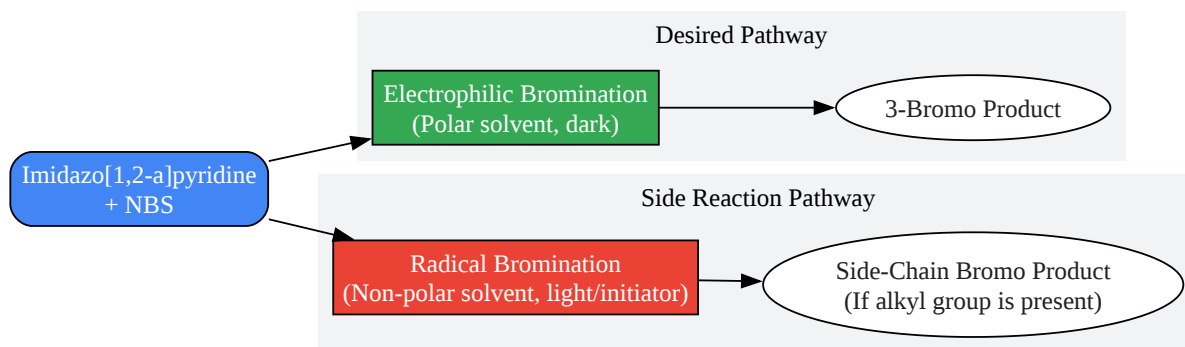 Desired Pathway
Electrophilic Bromination
(Polar solvent, dark)
3-Bromo Product
Imidazo[1,2-a]pyridine
+ NBS
Side Reaction Pathway
Radical Bromination
(Non-polar solvent, light/initiator)
Side-Chain Bromo Product
(If alkyl group is present)